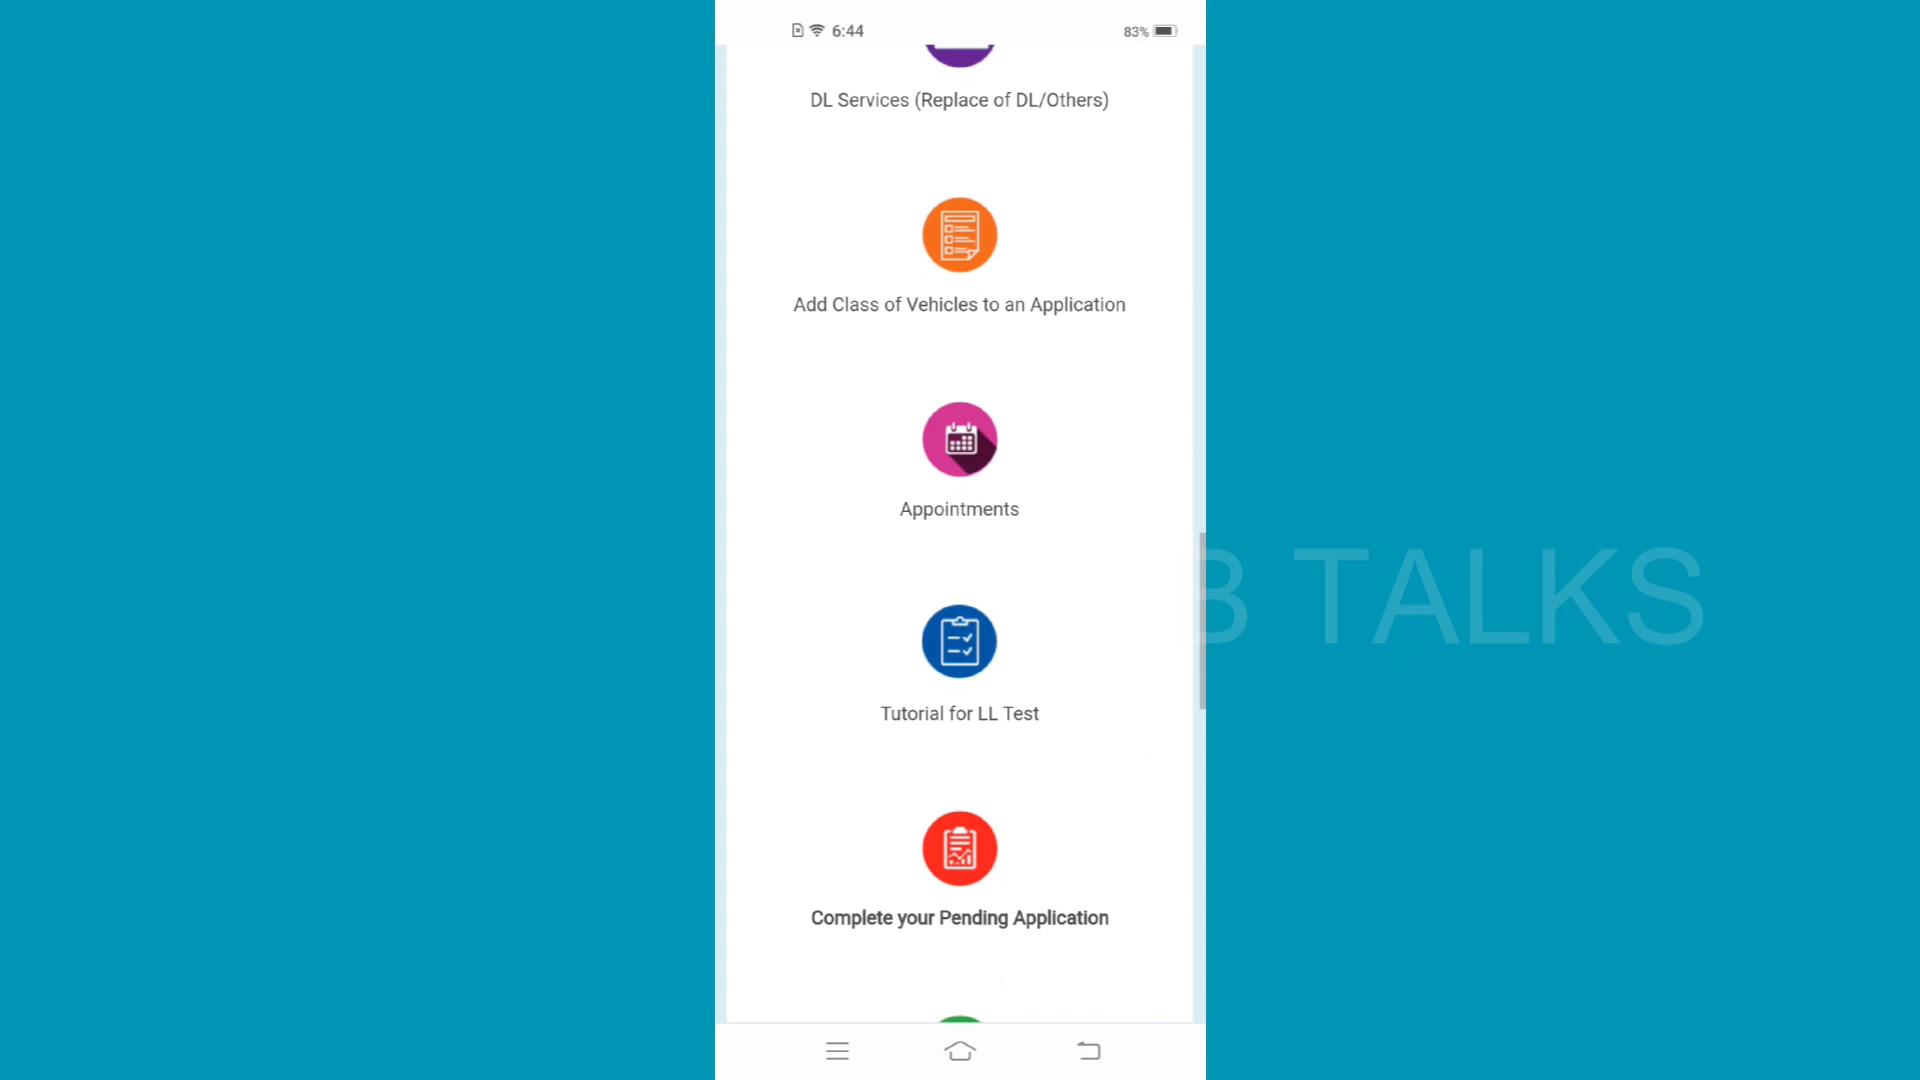 6:44
83%
DL Services (Replace of DL/Others)
Add Class of Vehicles to an Application
Appointments
B TALKS
Tutorial for LL Test
Complete your Pending Application